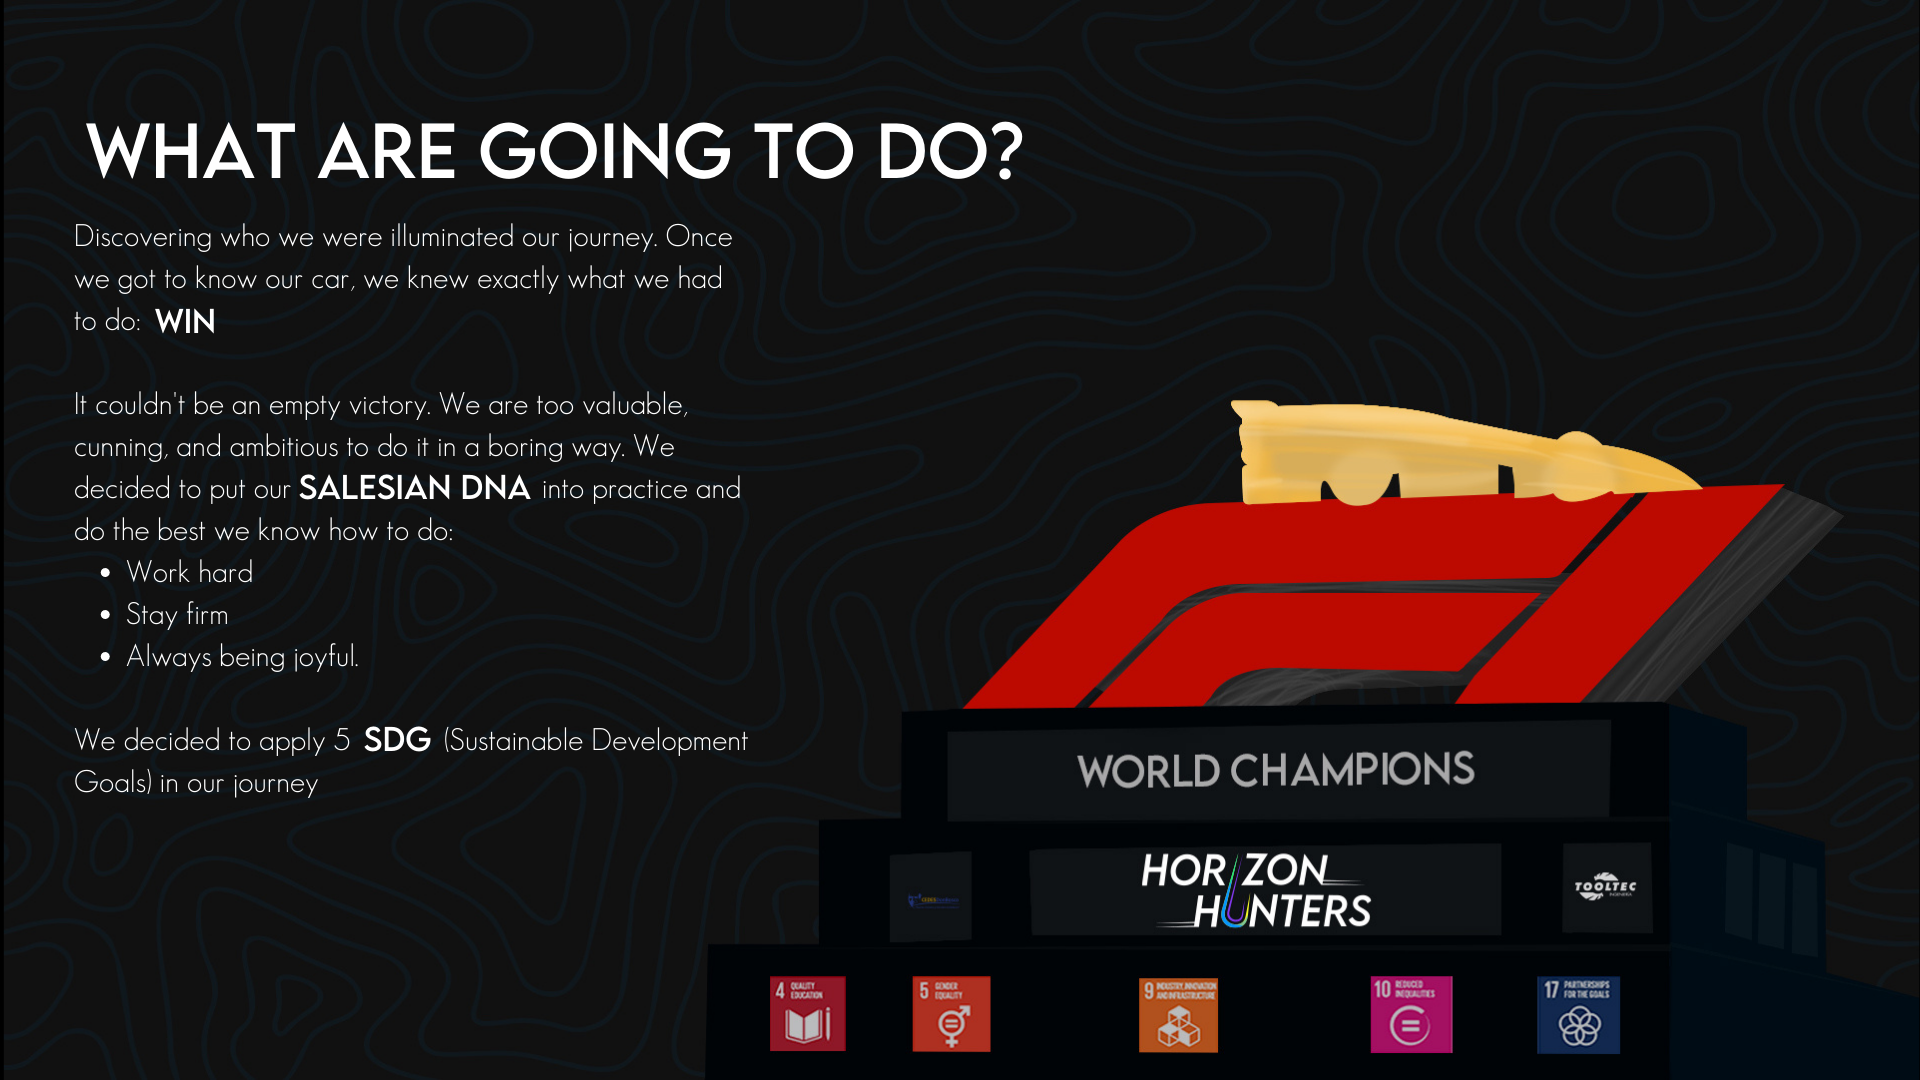 WHAT ARE GOING TO DO?
Discovering who we were illuminated our journey. Once
we got to know our car, we knew exactly what we had
to do: WIN
It couldn't be an empty victory. We are too valuable,
cunning, and ambitious to do it in a boring way. We
decided to put our SALESIAN DNA into practice and
do the best we know how to do:
• Work hard
• Stay firm
• Always being joyful.
We decided to apply 5 SDG (Sustainable Development
Goals) in our journey
WORLD CHAMPIONS
HORIZON
HUNTERS
TOOLTEC
4 QUALITY
EDUCATION
5 GENDER
EQUALITY
9 INDUSTRY, INNOVATION
AND INFRASTRUCTURE
10 REDUCED
INEQUALITIES
17 PARTNERSHIPS
FOR THE GOALS